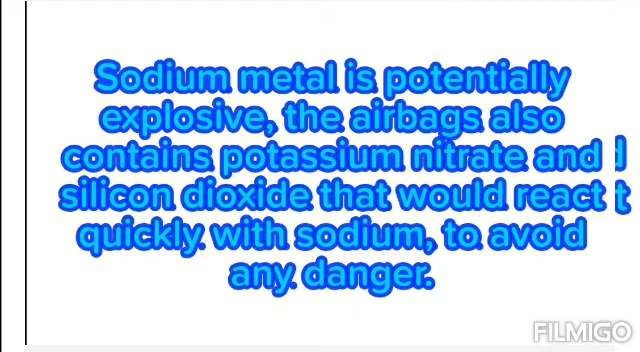 Sodium metal is potentially
explosive, the airbags also
contains potassium nitrate and d
silicon dioxide that would react t
quickly with sodium, to avoid
any danger.
FILMIGO